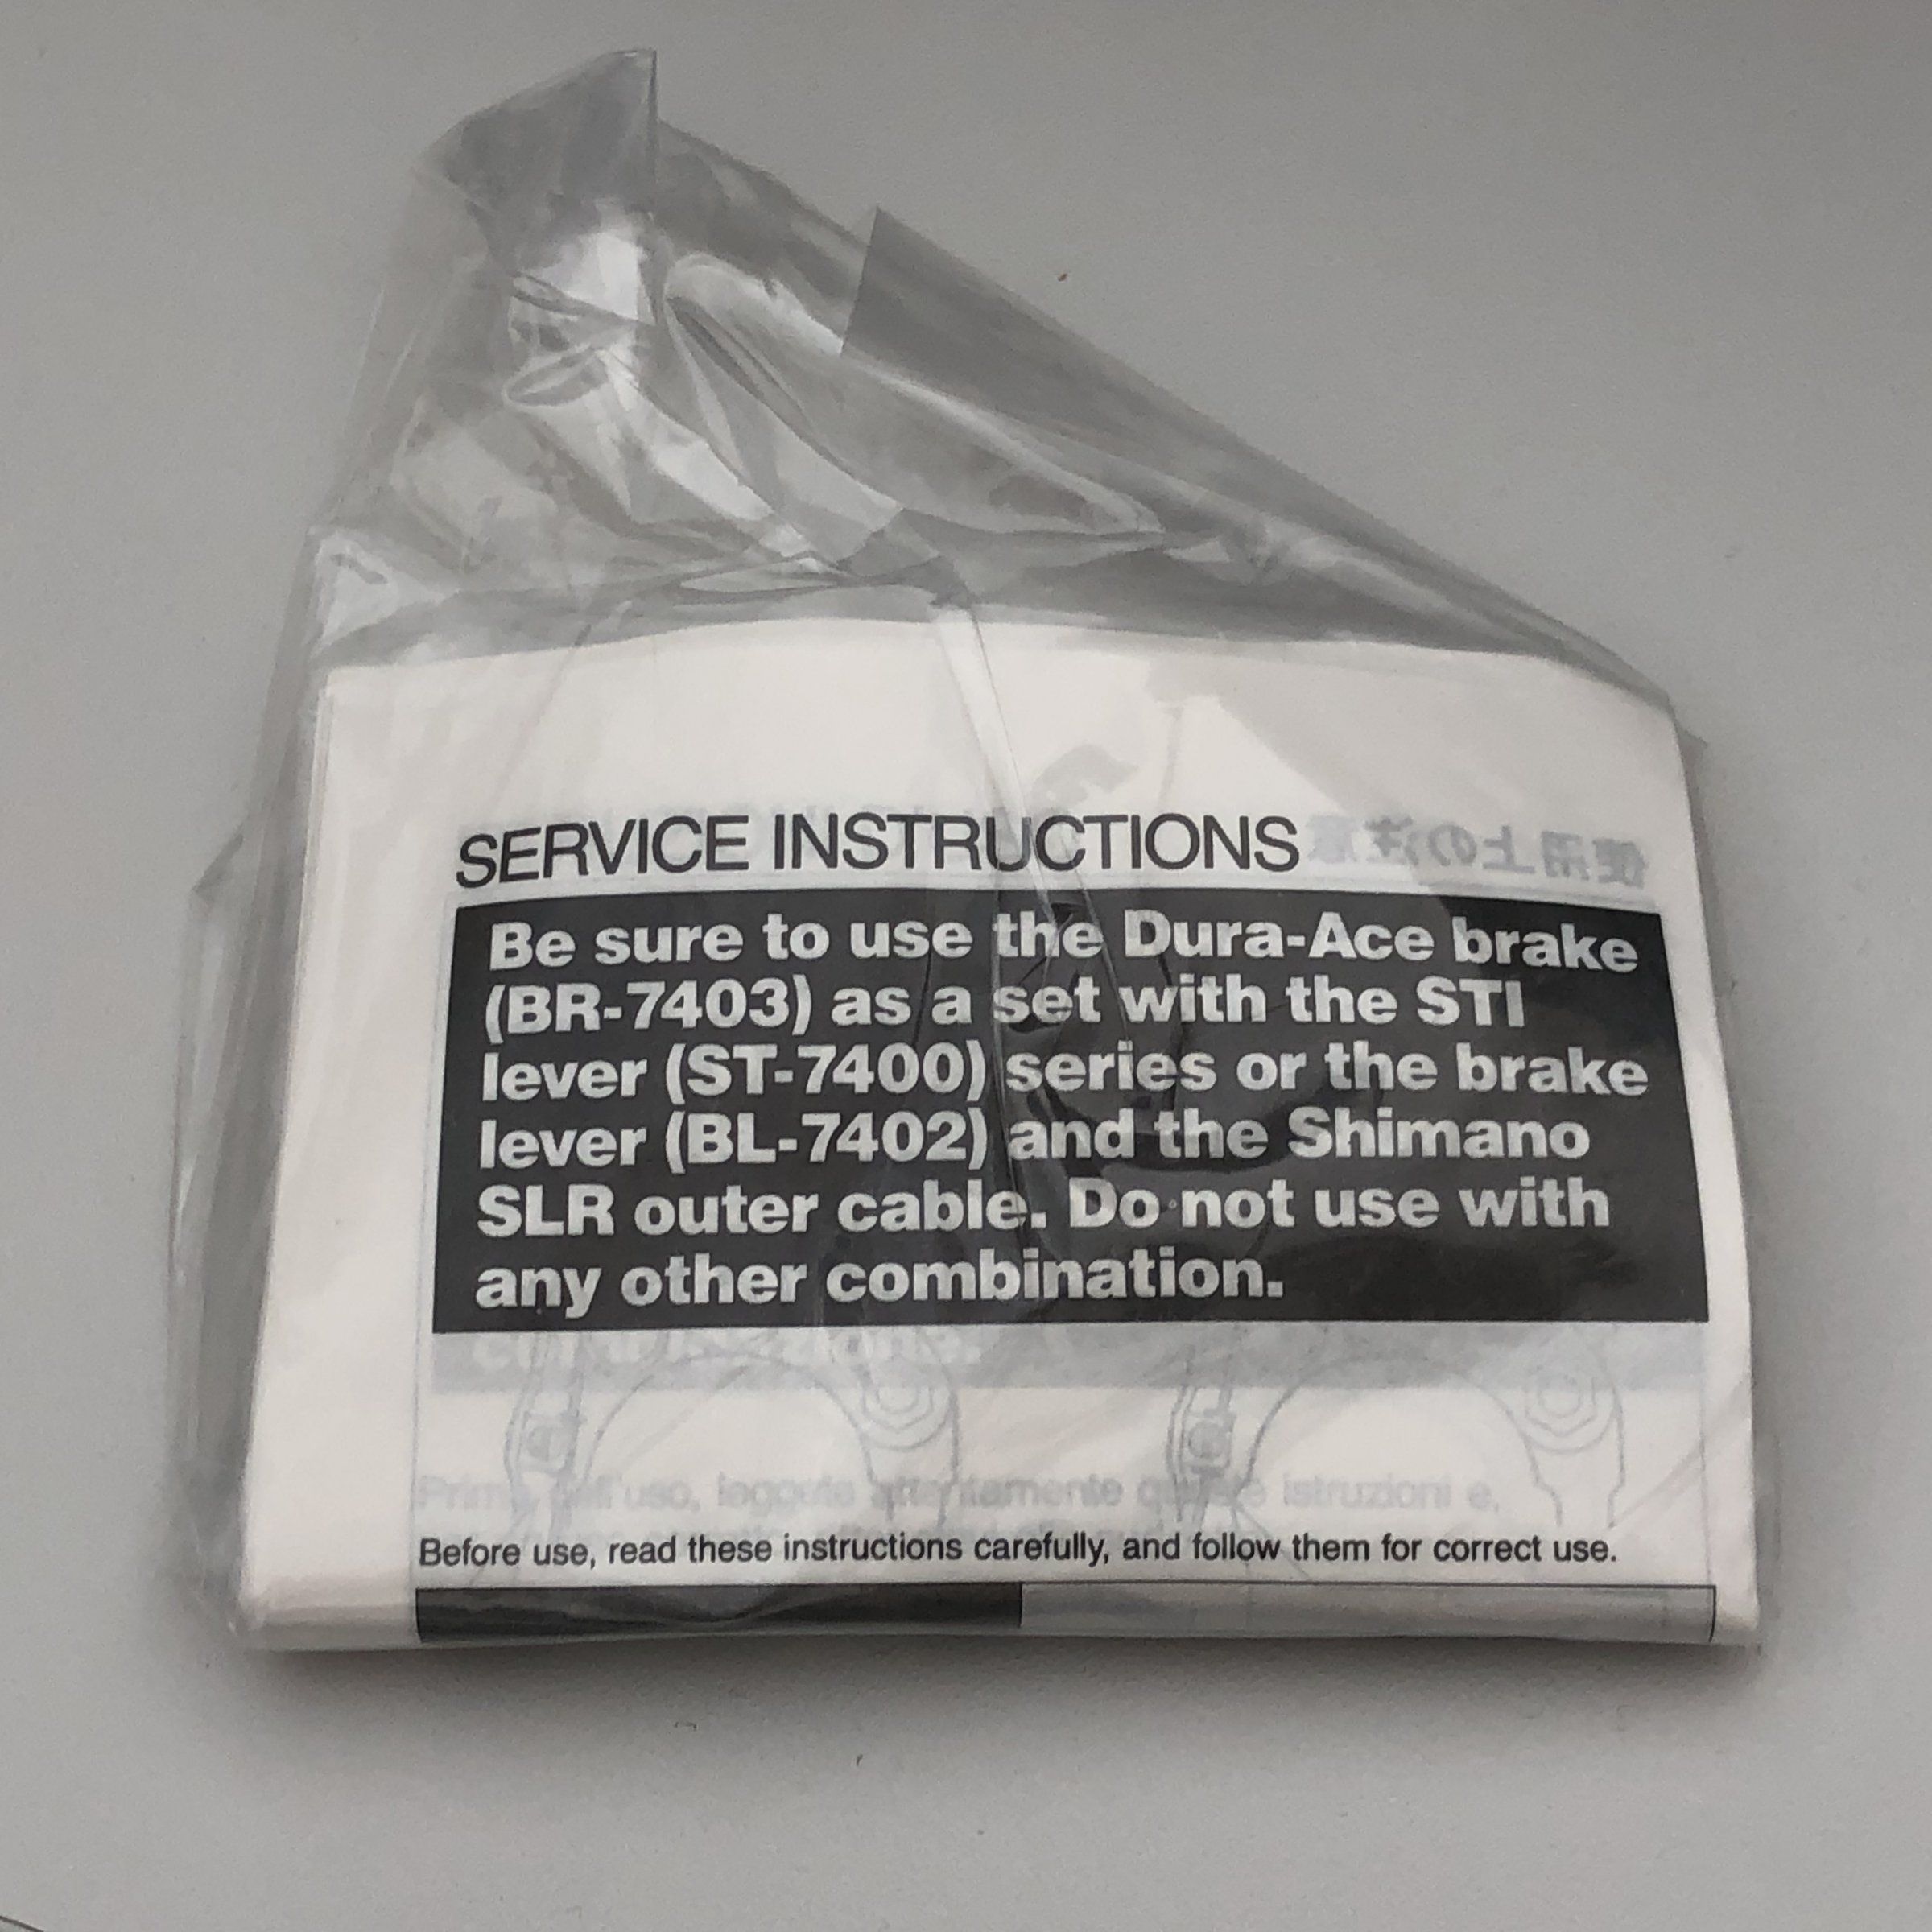 SERVICE INSTRUCTIONS
Be sure to use the Dura-Ace brake
(BR-7403) as a set with the STI
lever (ST-7400) series or the brake
lever (BL-7402) and the Shimano
SLR outer cable. Do not use with
any other combination.
istruzioni e,
Before use, read these instructions carefully, and follow them for correct use.